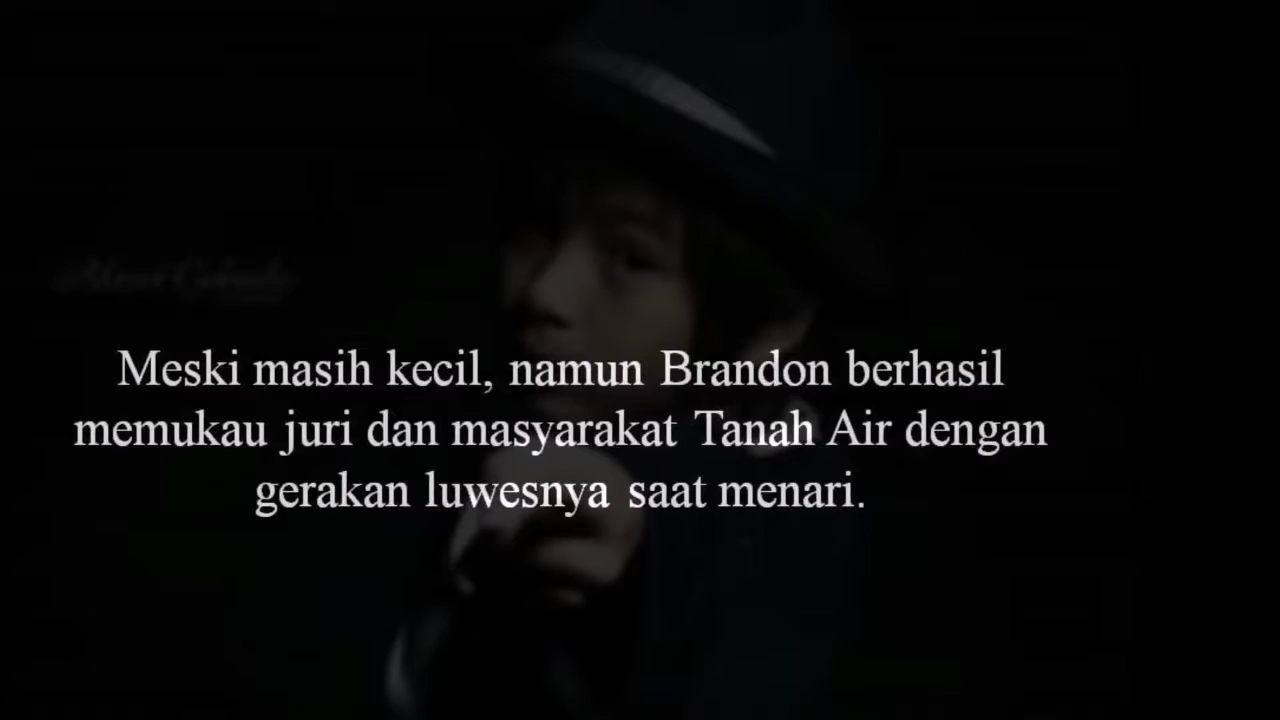 Meski masih kecil, namun Brandon berhasil
memukau juri dan masyarakat Tanah Air dengan
gerakan luwesnya saat menari.